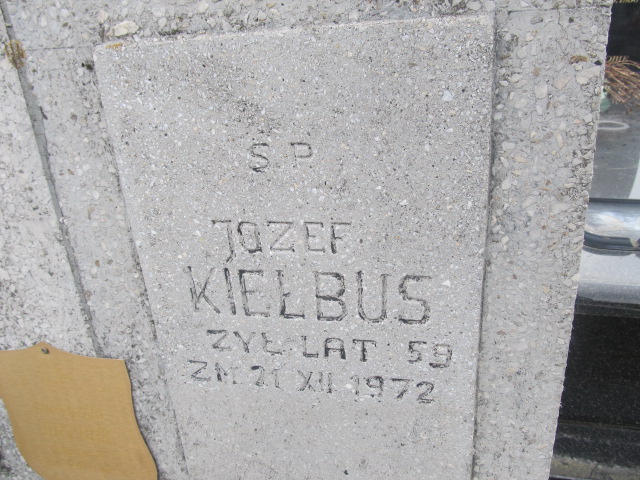 Ś P
JÓZEF
KIEŁBUS
ŻYŁ LAT 59
ZM 21 XII 1972